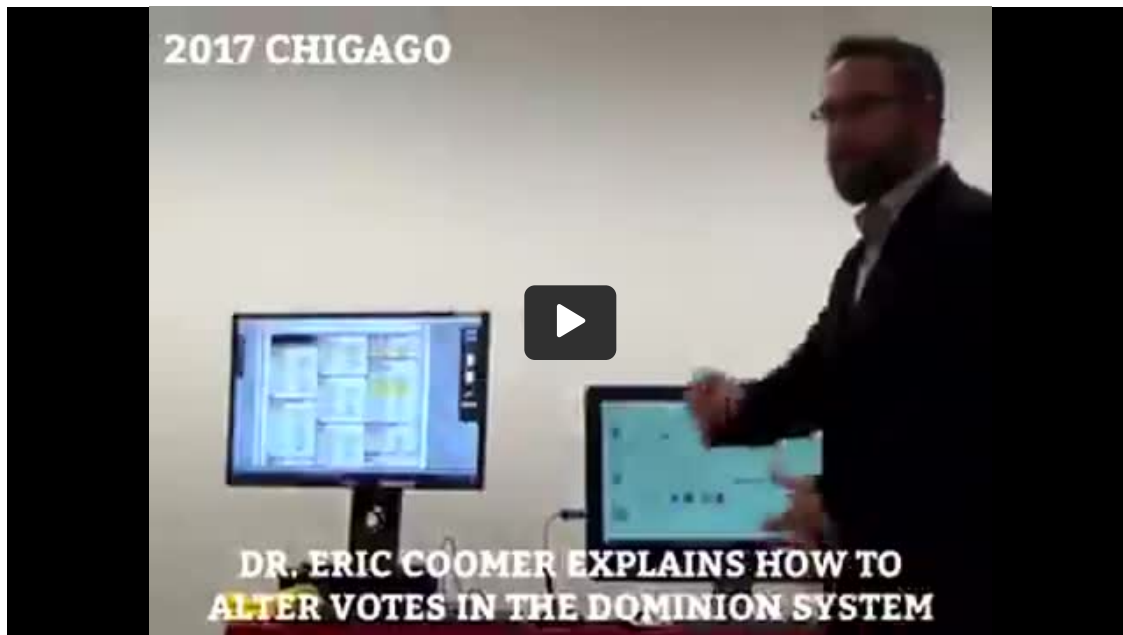 2017 CHIGAGO
DR. ERIC COOMER EXPLAINS HOW TO
ALTER VOTES IN THE DOMINION SYSTEM